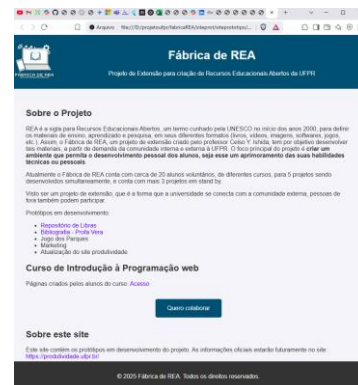 Arquivo
file:///D:/projetoufpr/fabricaREA/siteprot/siteprototipo/...
FÁBRICA DE REA
Fábrica de REA
Projeto de Extensão para criação de Recursos Educacionais Abertos da UFPR
Sobre o Projeto
REA é a sigla para Recursos Educacionais Abertos, um termo cunhado pela UNESCO no início dos anos 2000, para definir
os materiais de ensino, aprendizado e pesquisa, em seus diferentes formatos (livros, vídeos, imagens, softwares, jogos,
etc.). Assim, o Fábrica de REA, um projeto de extensão criado pelo professor Celso Y. Ishida, tem por objetivo desenvolver
tais materiais, a partir de demanda da comunidade interna e externa à UFPR. O foco principal do projeto é criar um
ambiente que permita o desenvolvimento pessoal dos alunos, seja esse um aprimoramento das suas habilidades
técnicas ou pessoais.
Atualmente o Fábrica de REA conta com cerca de 20 alunos voluntários, de diferentes cursos, para 5 projetos sendo
desenvolvidos simultaneamente, e conta com mais 3 projetos em stand by.
Visto ser um projeto de extensão, que é a forma que a universidade se conecta com a comunidade externa, pessoas de
fora também podem participar.
Protótipos em desenvolvimento:
Repositório de Libras
Bibliografia - Profa Vera
Jogo dos Parques
Marketing
Atualização do site produtividade
Curso de Introdução à Programação web
Páginas criados pelos alunos do curso: Acesso
Quero colaborar
Sobre este site
Este site contém os protótipos em desenvolvimento do projeto. As informações oficiais estarão futuramente no site:
https://produtividade.ufpr.br/
© 2025 Fábrica de REA. Todos os direitos reservados.